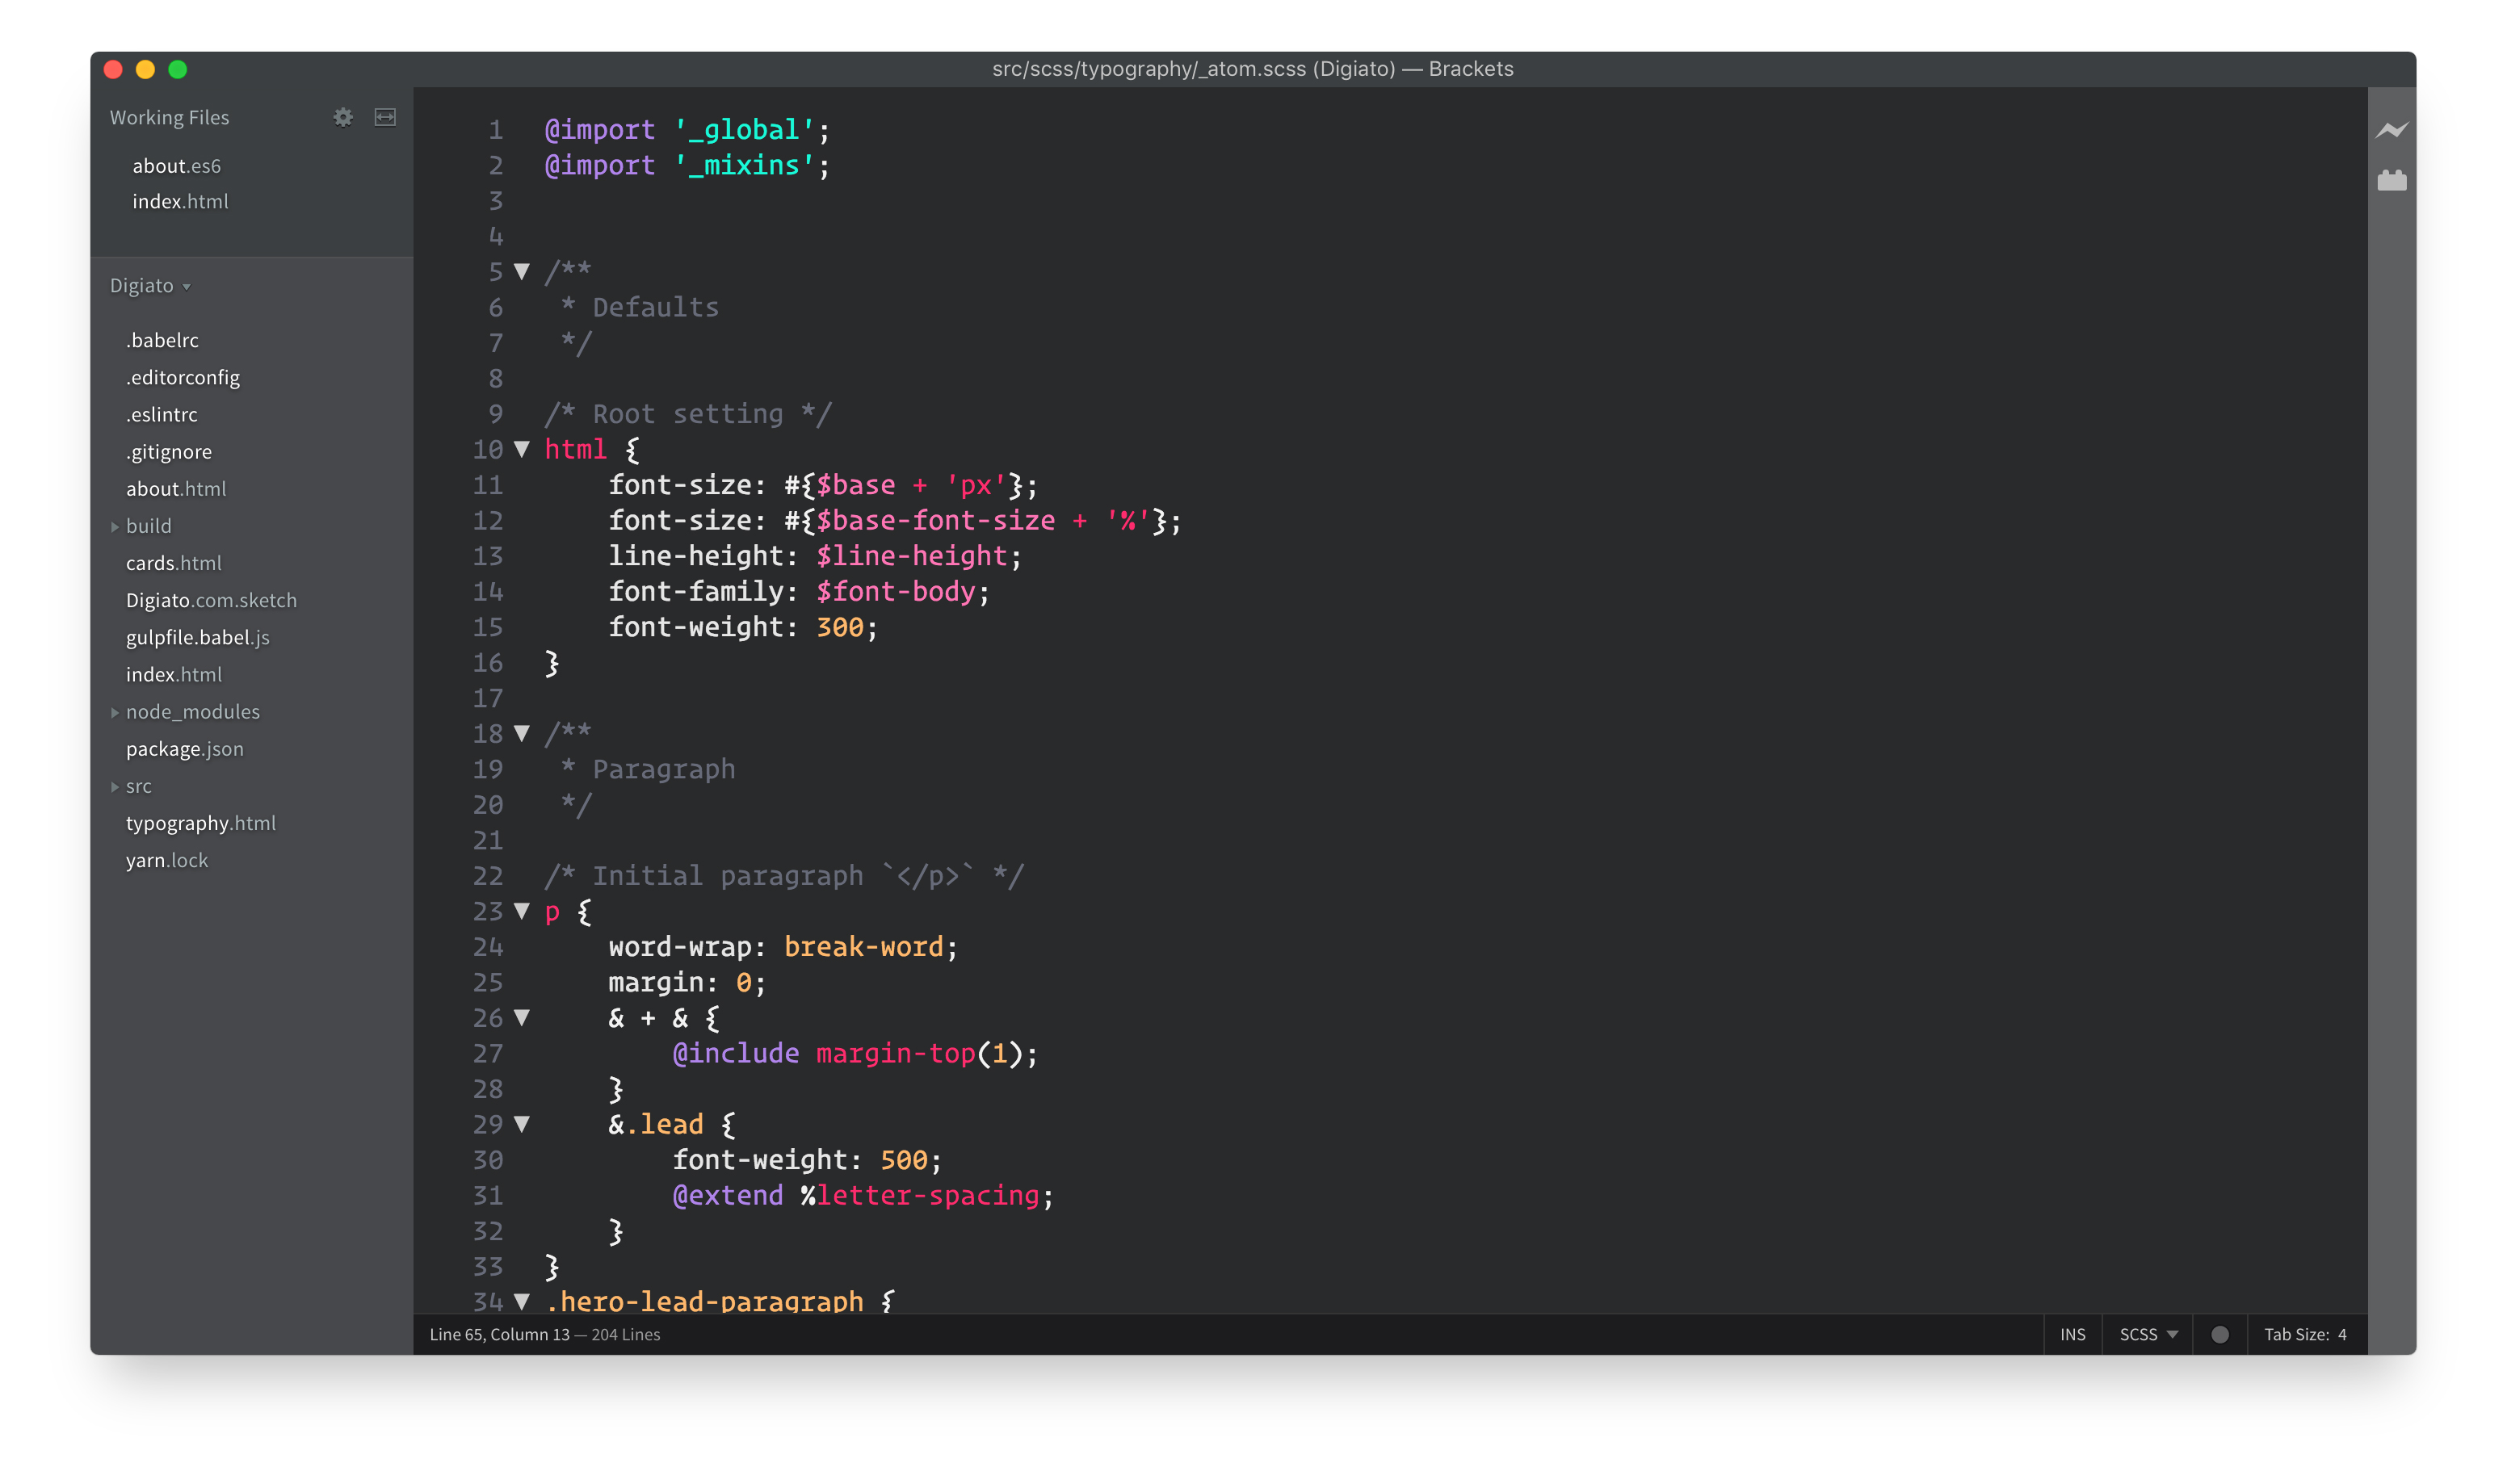 src/scss/typography/_atom.scss (Digiato) — Brackets
Working Files
about.es6
index.html
Digiato
.babelrc
.editorconfig
.eslintrc
.gitignore
about.html
build
cards.html
Digiato.com.sketch
gulpfile.babel.js
index.html
node_modules
package.json
src
typography.html
yarn.lock
1 @import '_global';
2 @import '_mixins';
3
4
5 /**
6  * Defaults
7  */
8
9 /* Root setting */
10 html {
11     font-size: #{$base + 'px'};
12     font-size: #{$base-font-size + '%'};
13     line-height: $line-height;
14     font-family: $font-body;
15     font-weight: 300;
16 }
17
18 /**
19  * Paragraph
20  */
21
22 /* Initial paragraph `</p>` */
23 p {
24     word-wrap: break-word;
25     margin: 0;
26     & + & {
27         @include margin-top(1);
28     }
29     &.lead {
30         font-weight: 500;
31         @extend %letter-spacing;
32     }
33 }
34 .hero-lead-paragraph {
Line 65, Column 13 — 204 Lines
INS
SCSS
Tab Size: 4